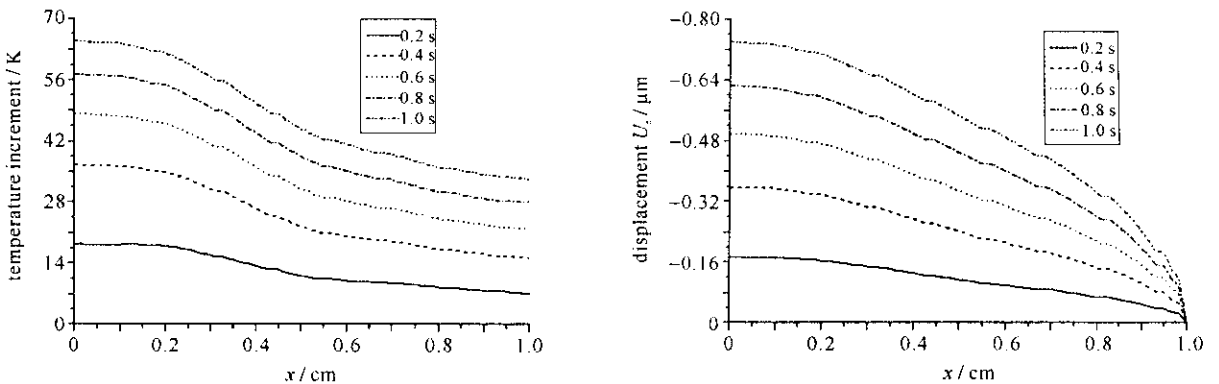 temperature increment / K
70
56
42
28
14
0
0.2 s
0.4 s
0.6 s
0.8 s
1.0 s
0 0.2 0.4 0.6 0.8 1.0
x / cm
displacement U / μm
−0.80
−0.64
−0.48
−0.32
−0.16
0
0.2 s
0.4 s
0.6 s
0.8 s
1.0 s
0 0.2 0.4 0.6 0.8 1.0
x / cm